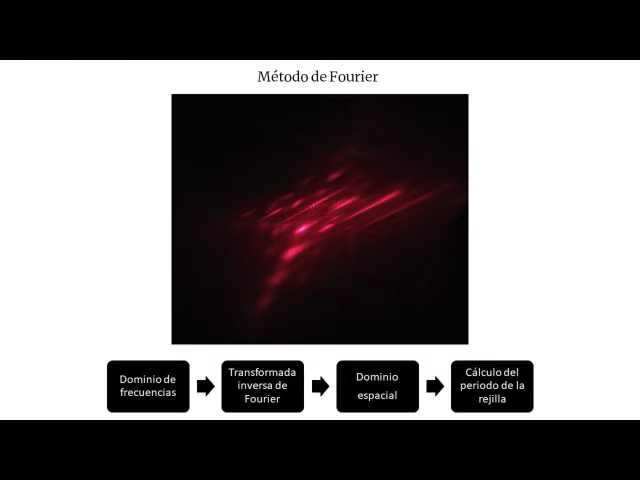 Método de Fourier
Dominio de
frecuencias
Transformada
inversa de
Fourier
Dominio
espacial
Cálculo del
periodo de la
rejilla